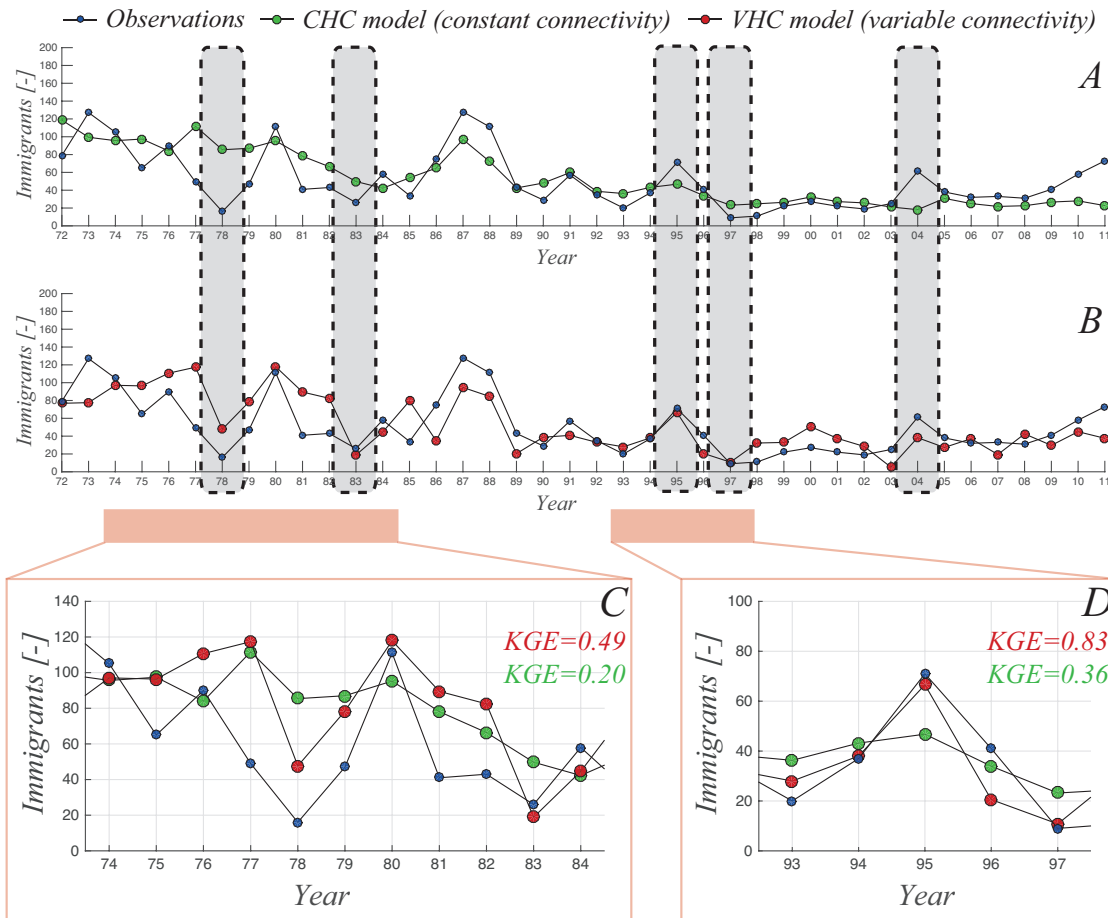 Observations CHC model (constant connectivity) VHC model (variable connectivity)
A
Immigrants [-]
200
180
160
140
120
100
80
60
40
20
0
72 73 74 75 76 77 78 79 80 81 82 83 84 85 86 87 88 89 90 91 92 93 94 95 96 97 98 99 00 01 02 03 04 05 06 07 08 09 10 11
Year
B
Immigrants [-]
200
180
160
140
120
100
80
60
40
20
0
72 73 74 75 76 77 78 79 80 81 82 83 84 85 86 87 88 89 90 91 92 93 94 95 96 97 98 99 00 01 02 03 04 05 06 07 08 09 10 11
Year
C
KGE=0.49
KGE=0.20
Immigrants [-]
140
120
100
80
60
40
20
0
74 75 76 77 78 79 80 81 82 83 84
Year
D
KGE=0.83
KGE=0.36
Immigrants [-]
100
80
60
40
20
0
93 94 95 96 97
Year